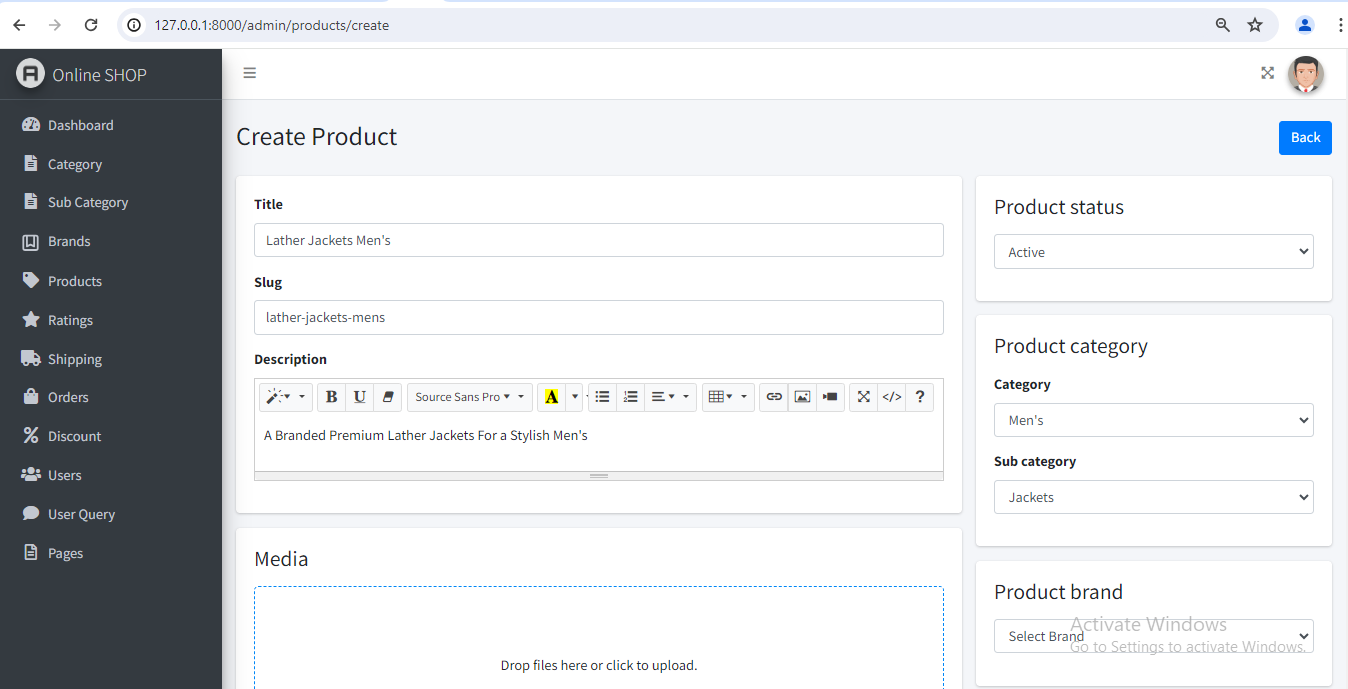 127.0.0.1:8000/admin/products/create
Online SHOP
Dashboard
Category
Sub Category
Brands
Products
Ratings
Shipping
Orders
Discount
Users
User Query
Pages
Create Product
Back
Title
Lather Jackets Men's
Slug
lather-jackets-mens
Description
B U Source Sans Pro A </> ?
A Branded Premium Lather Jackets For a Stylish Men's
Media
Drop files here or click to upload.
Product status
Active
Product category
Category
Men's
Sub category
Jackets
Product brand
Select Brand
Activate Windows
Go to Settings to activate Windows.